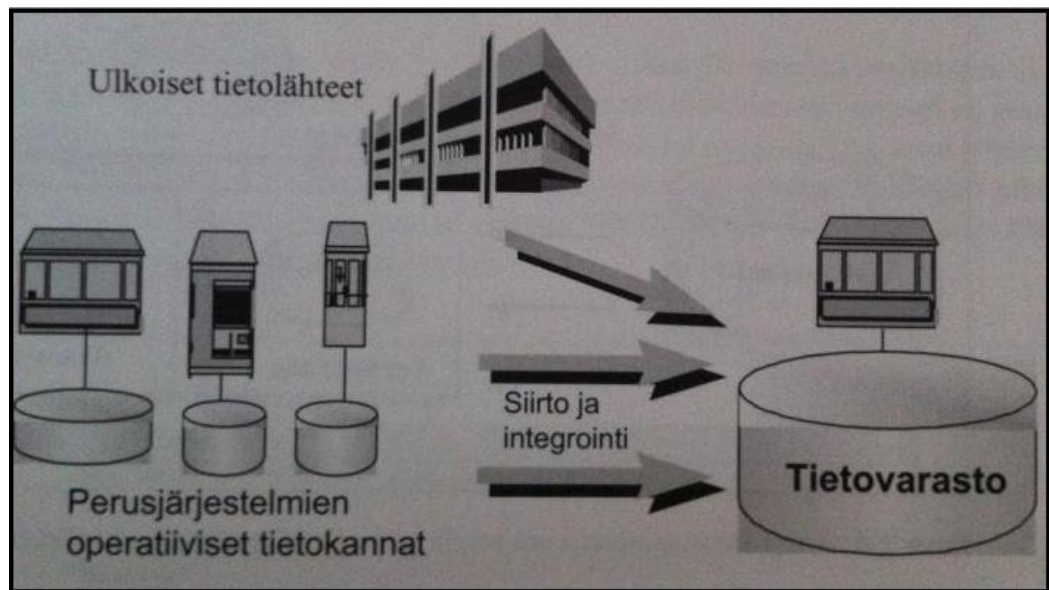 Ulkoiset tietolähteet
Siirto ja
integrointi
Tietovarasto
Perusjärjestelmien
operatiiviset tietokannat